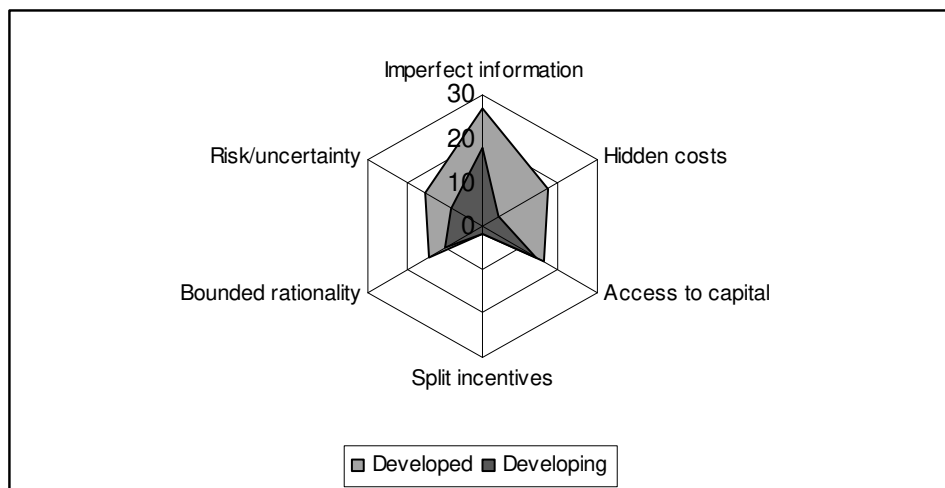 Imperfect information
30
Risk/uncertainty
20
Hidden costs
10
0
Bounded rationality
Access to capital
Split incentives
Developed Developing